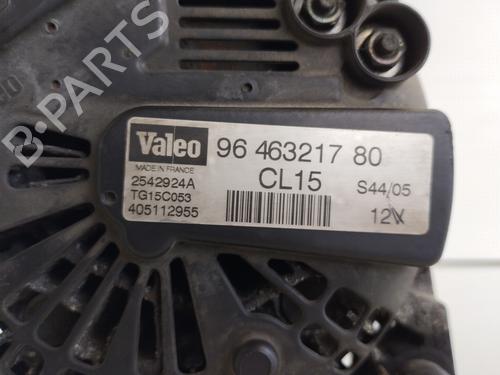 B-PARTS
Valeo
MADE IN FRANCE
96 463217 80
CL15
2542924A
TG15C053
405112955
S44/05
12V